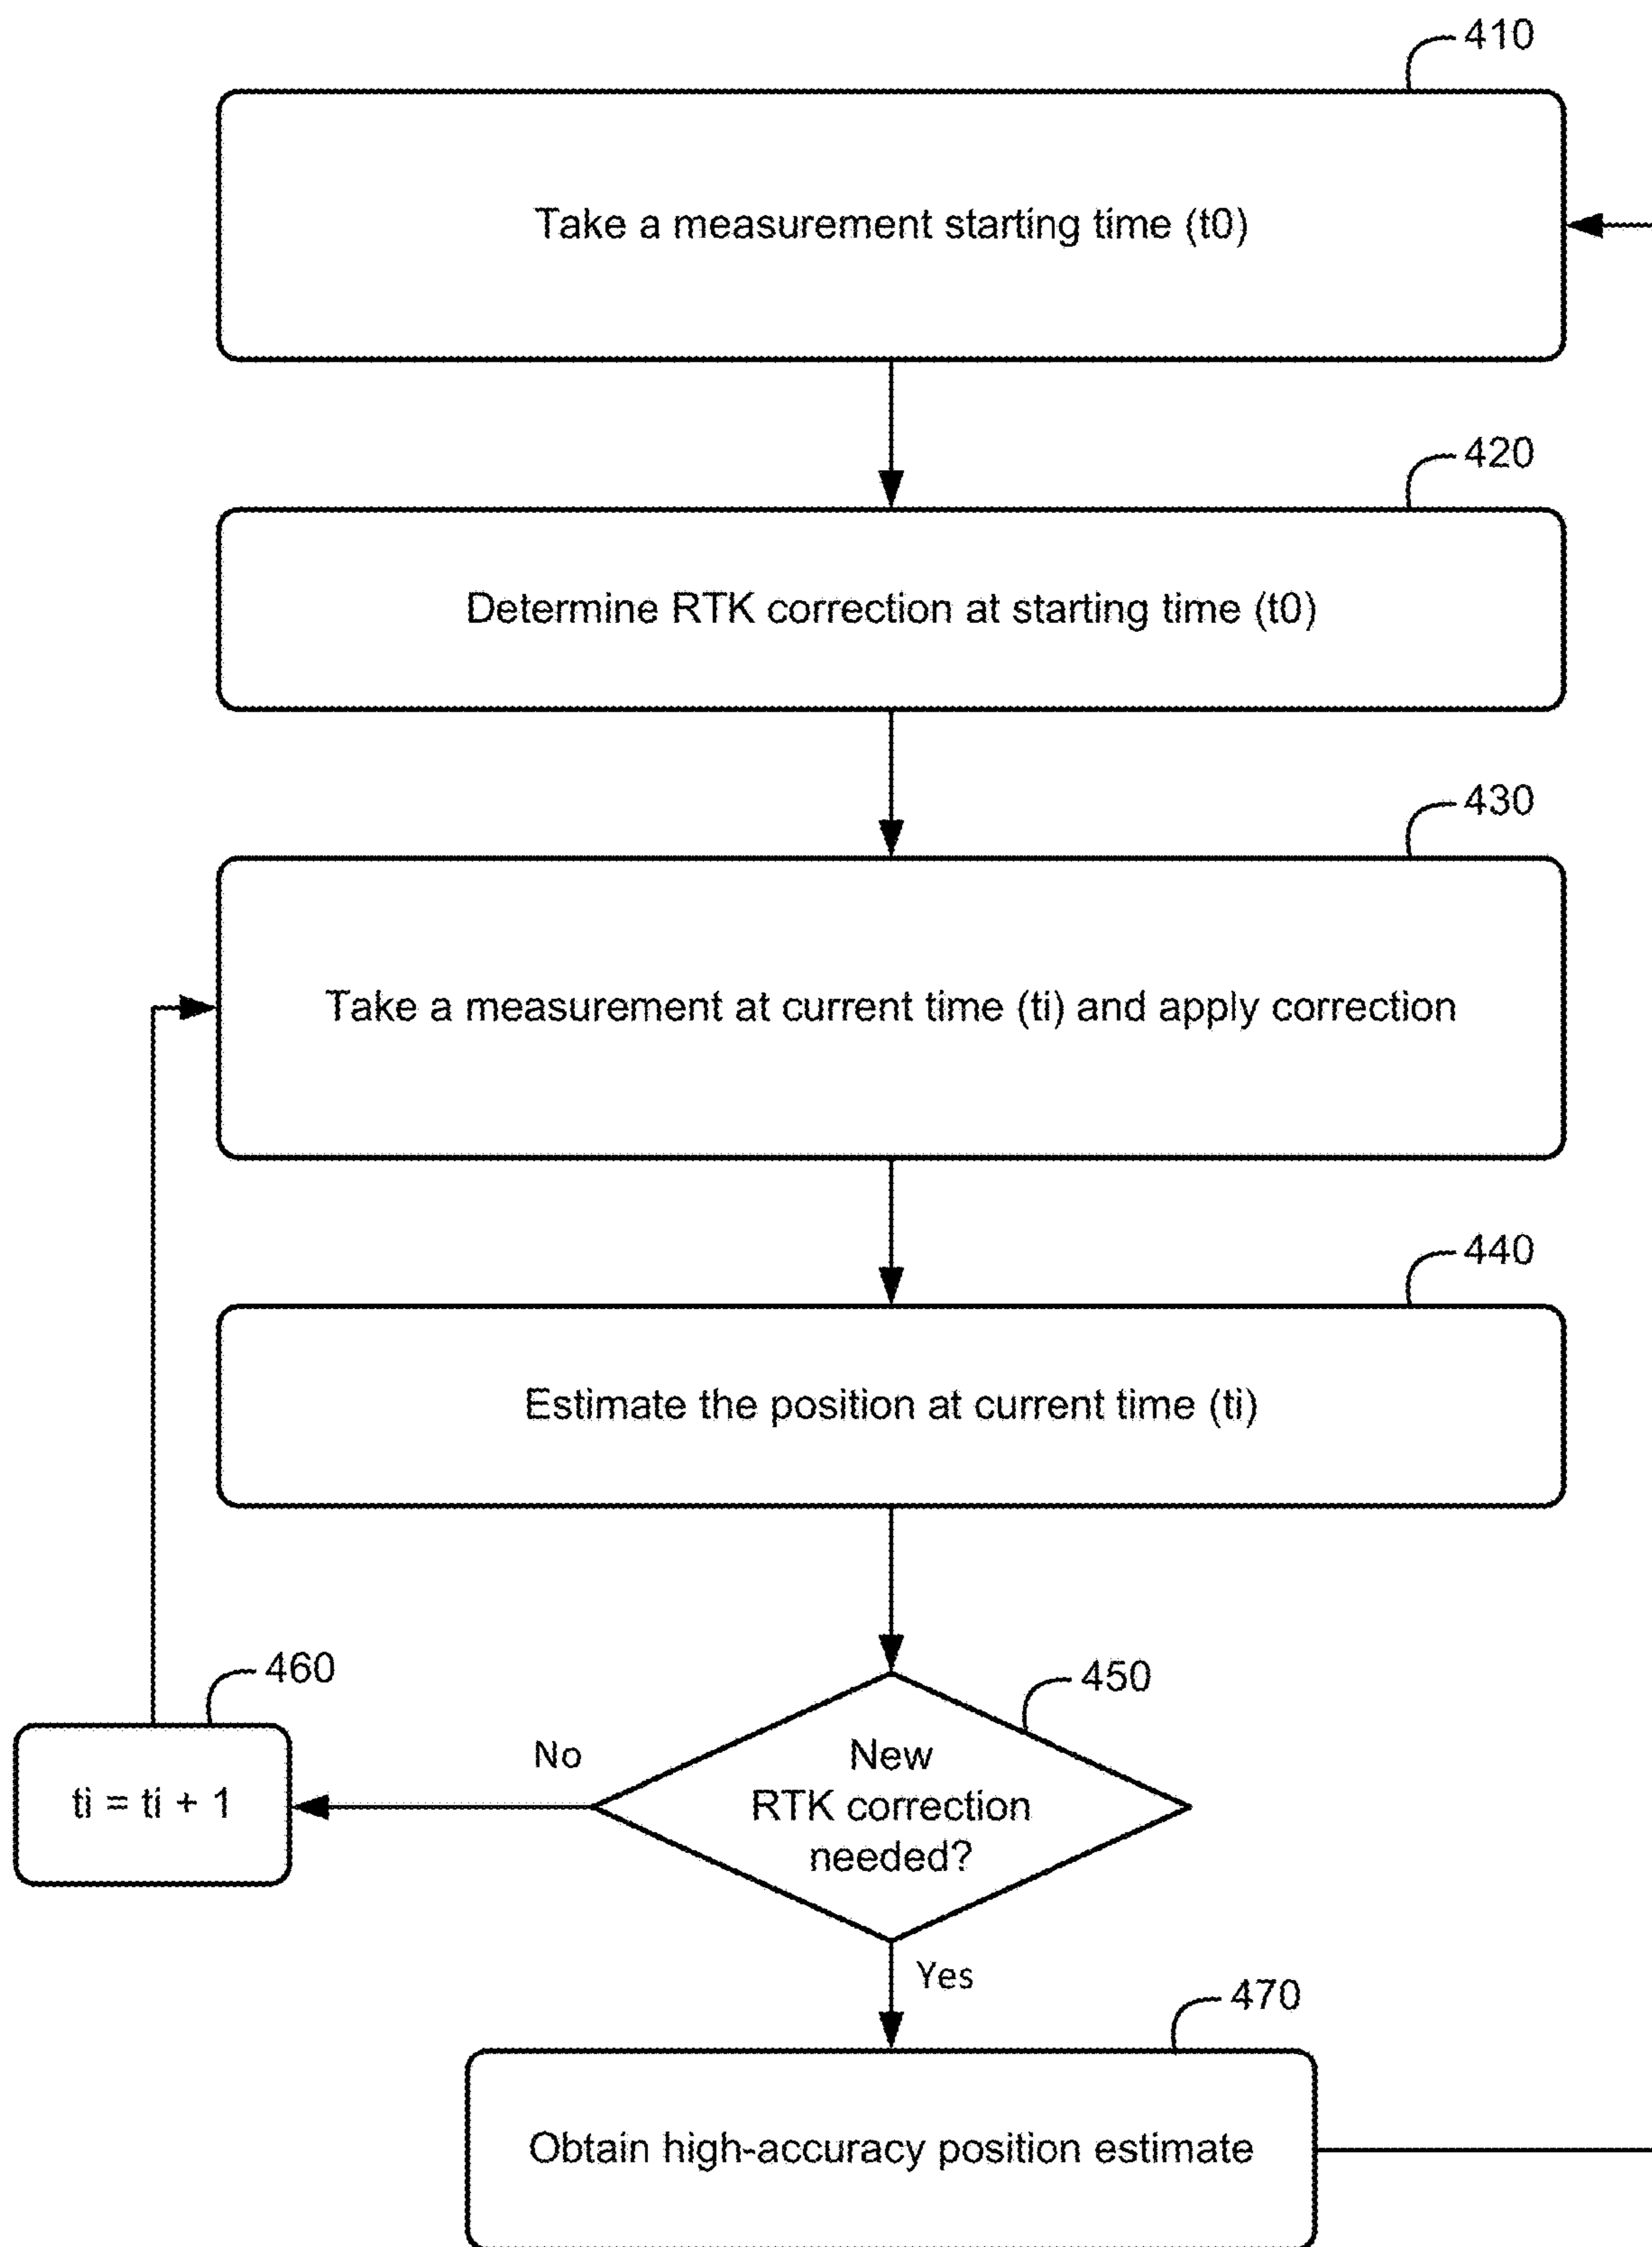 410
Take a measurement starting time (t0)
420
Determine RTK correction at starting time (t0)
430
Take a measurement at current time (ti) and apply correction
440
Estimate the position at current time (ti)
450
New
RTK correction
needed?
No
460
ti = ti + 1
Yes
470
Obtain high-accuracy position estimate